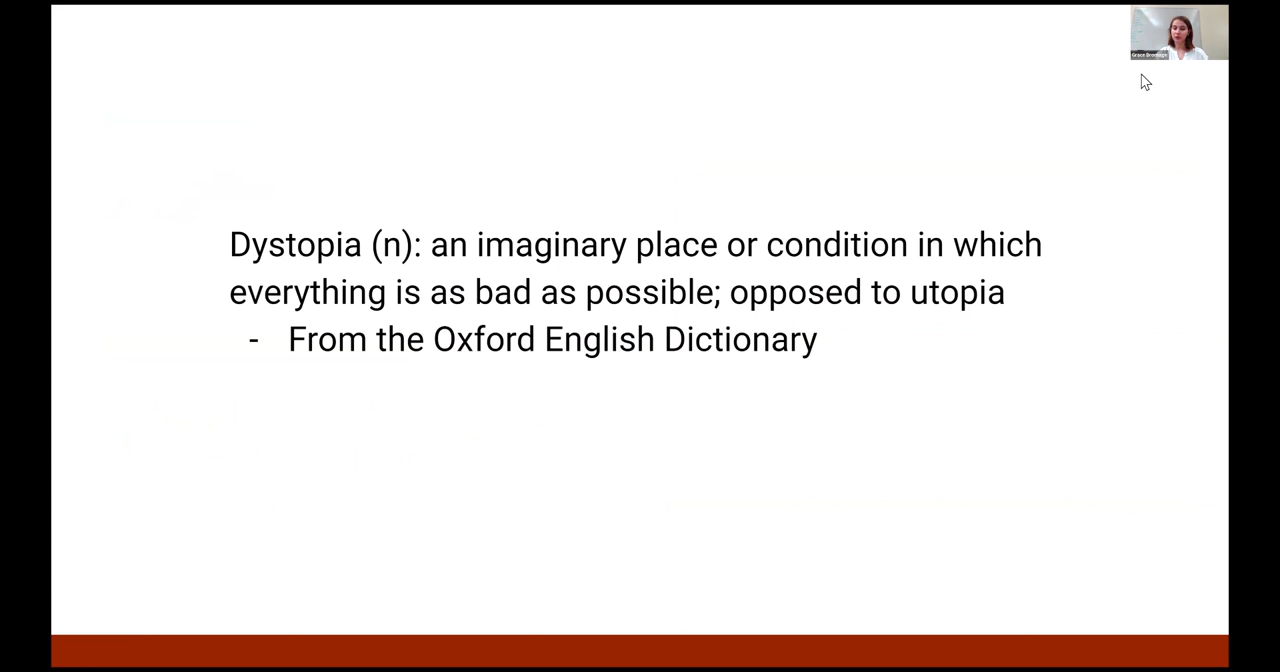 Dystopia (n): an imaginary place or condition in which
everything is as bad as possible; opposed to utopia
- From the Oxford English Dictionary
Grace